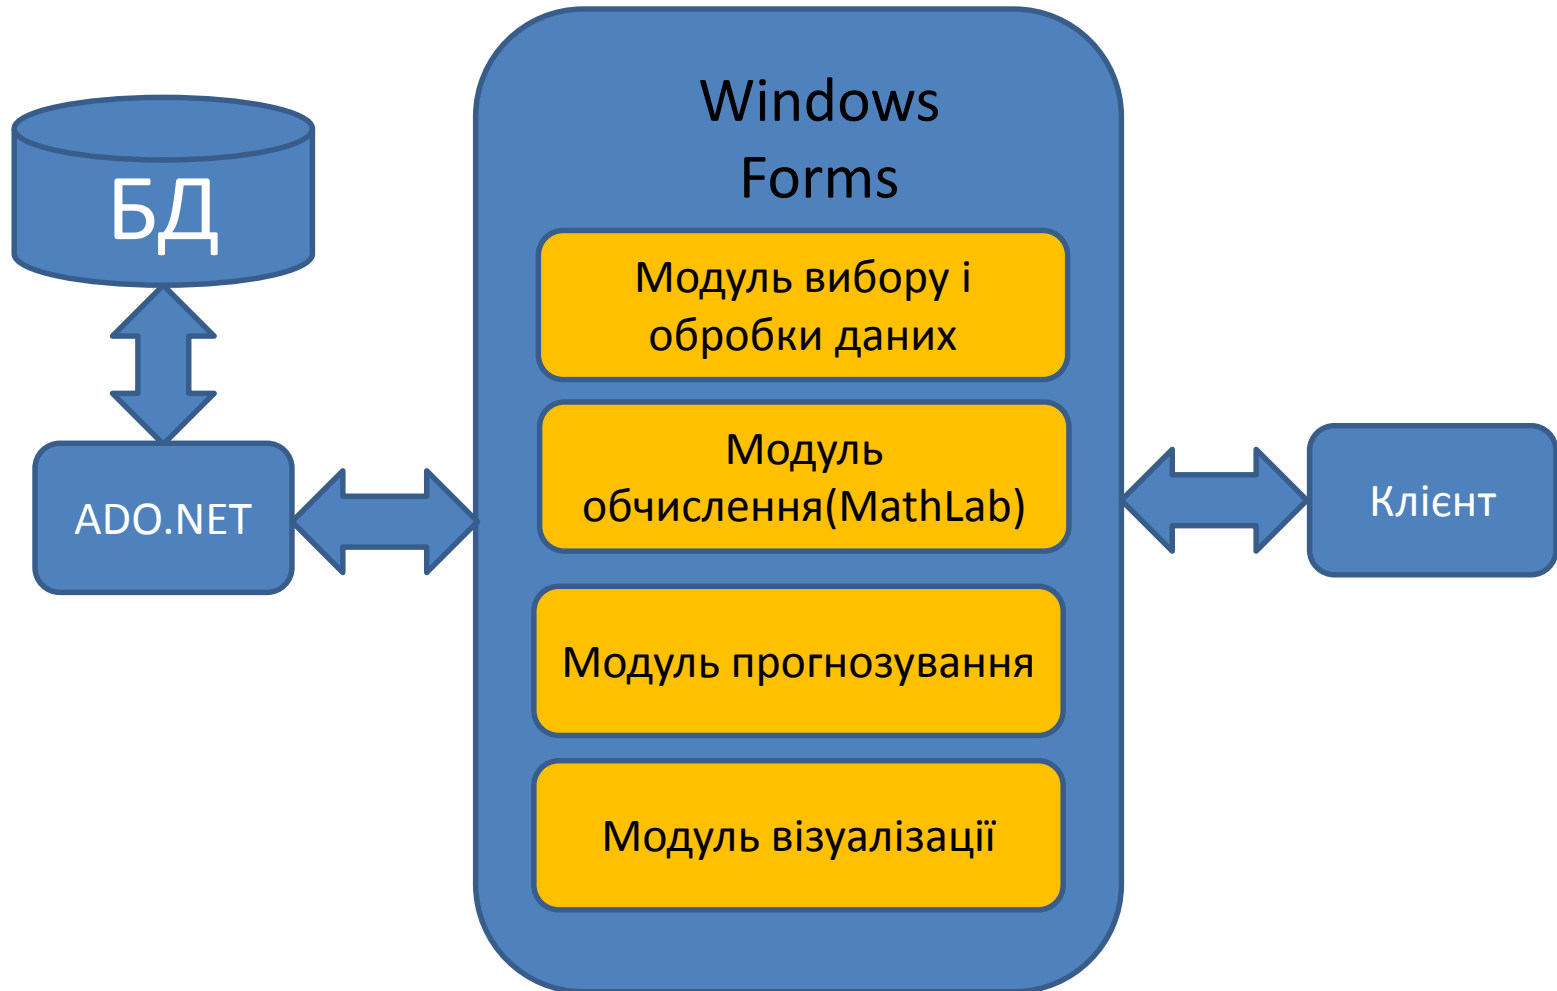 БД
ADO.NET
Windows
Forms
Модуль вибору і
обробки даних
Модуль
обчислення(MathLab)
Модуль прогнозування
Модуль візуалізації
Клієнт